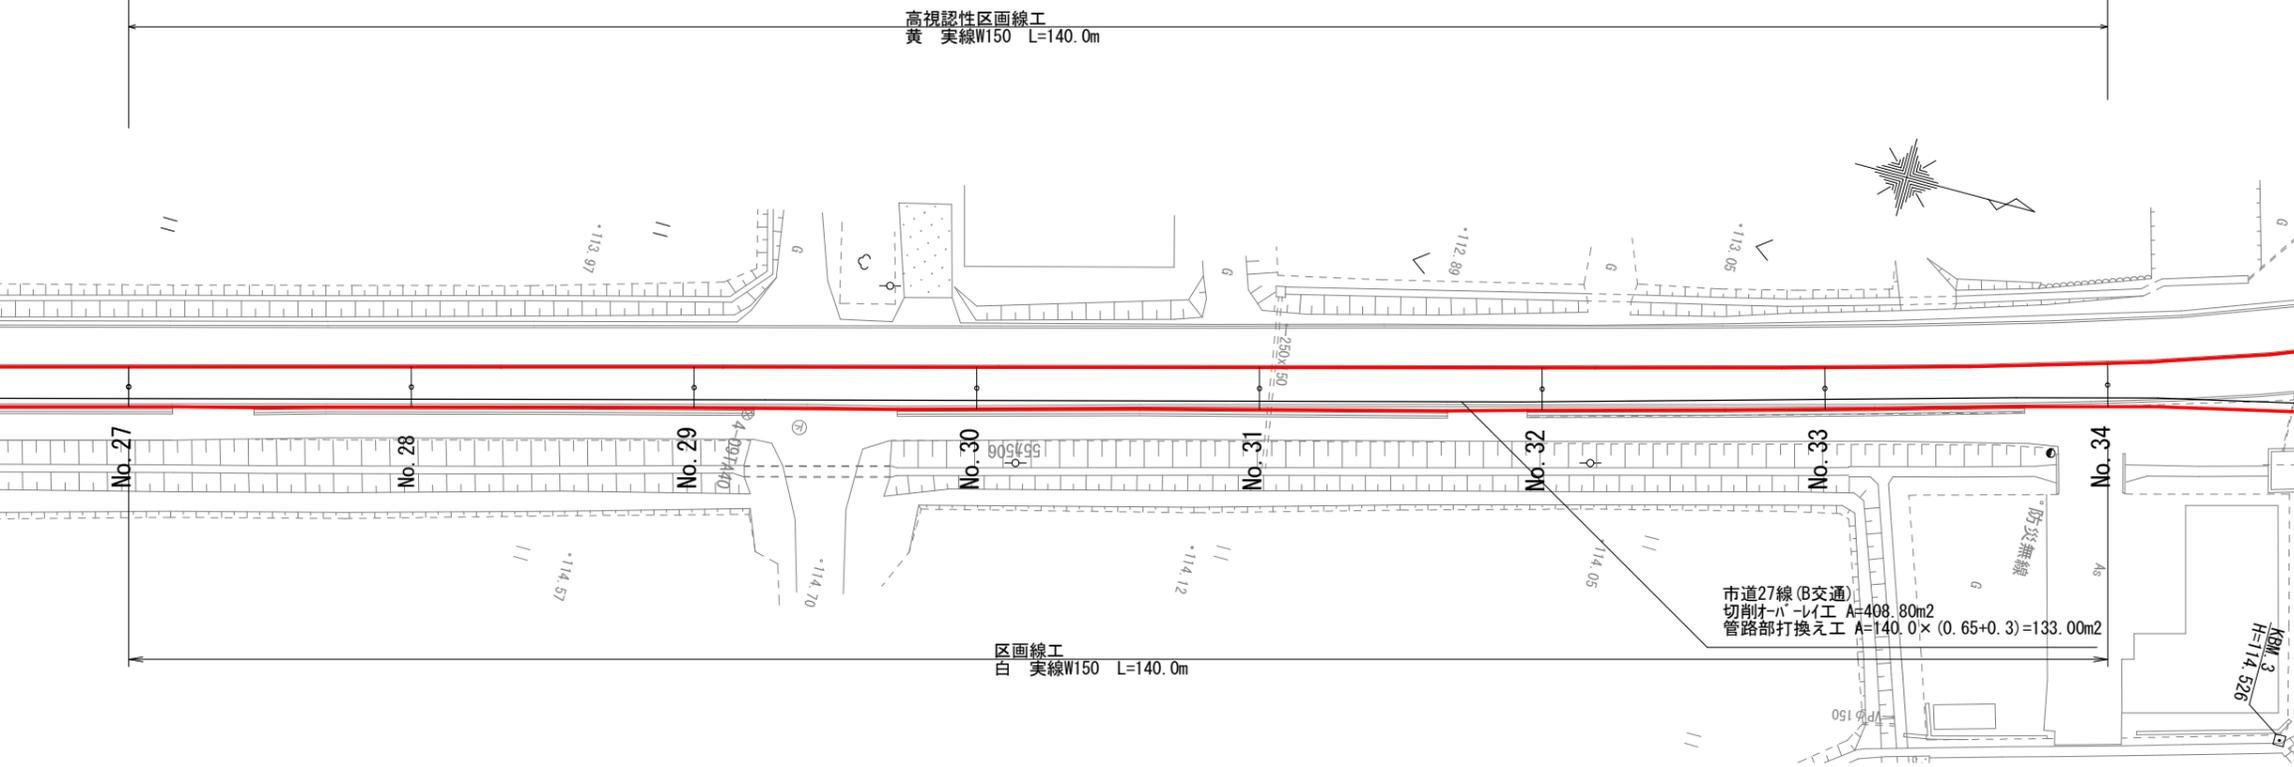 高視認性区画線工
黄　実線W150　L=140.0m
113.97
G
112.89
G
G
113.05
G
250×50
No.27
No.28
No.29
No.30
No.31
No.32
No.33
No.34
114.57
114.70
114.12
114.05
防災無線
G
As
市道27線(B交通)
切削ｵｰﾊﾞｰﾚｲ工 A=408.80m2
管路部打換え工 A=140.0×(0.65+0.3)=133.00m2
区画線工
白　実線W150　L=140.0m
KBM.3
H=114.526
VPφ150